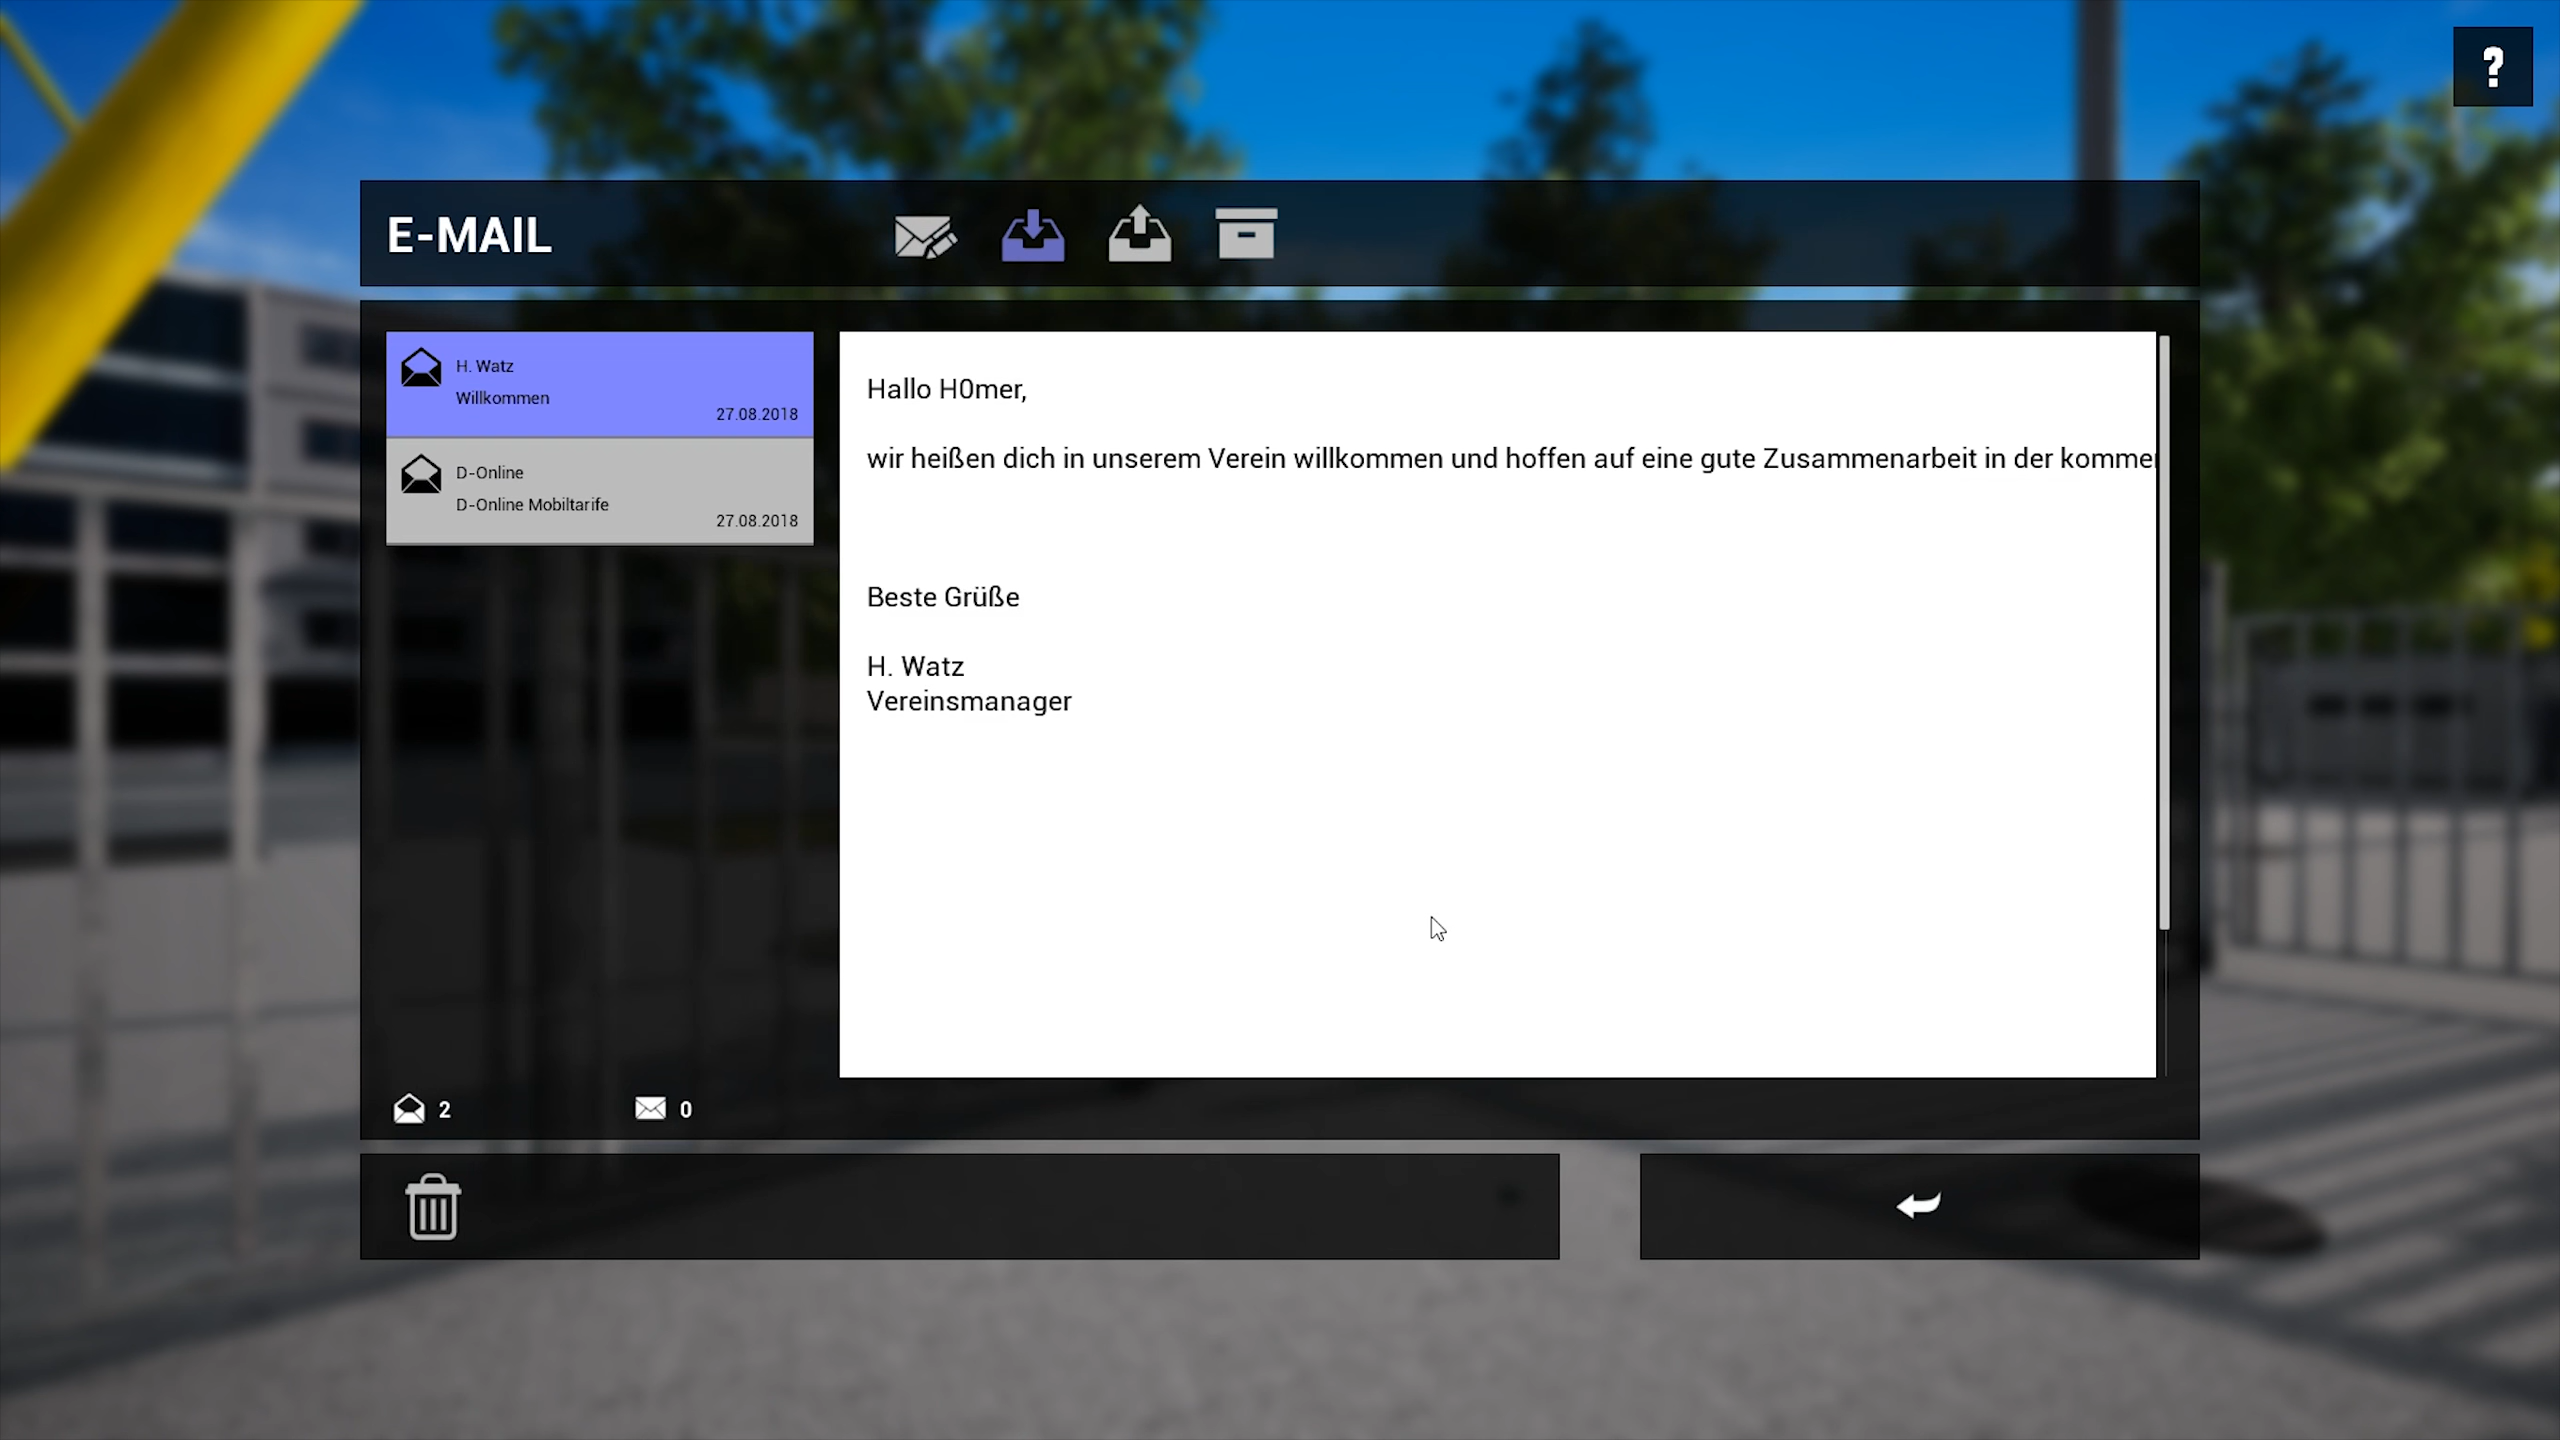 ?
E-MAIL
H. Watz
Willkommen
27.08.2018
D-Online
D-Online Mobiltarife
27.08.2018
Hallo H0mer,
wir heißen dich in unserem Verein willkommen und hoffen auf eine gute Zusammenarbeit in der
Beste Grüße
H. Watz
Vereinsmanager
2
0